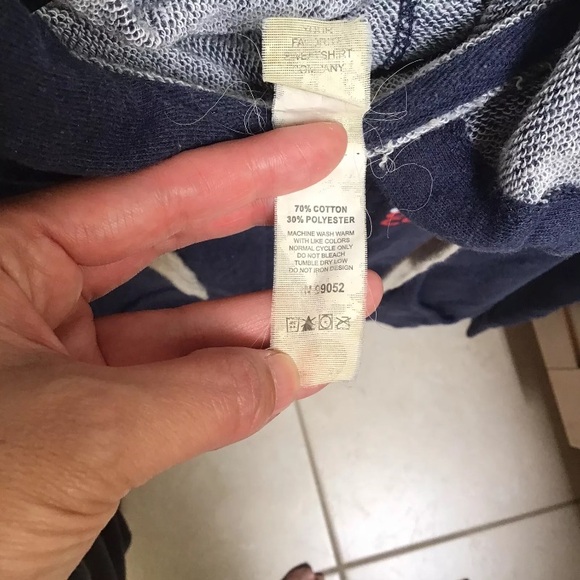 YOUR
FAVORITE
SWEATSHIRT
COMPANY
70% COTTON
30% POLYESTER
MACHINE WASH WARM
WITH LIKE COLORS
NORMAL CYCLE ONLY
DO NOT BLEACH
TUMBLE DRY LOW
DO NOT IRON DESIGN
99052